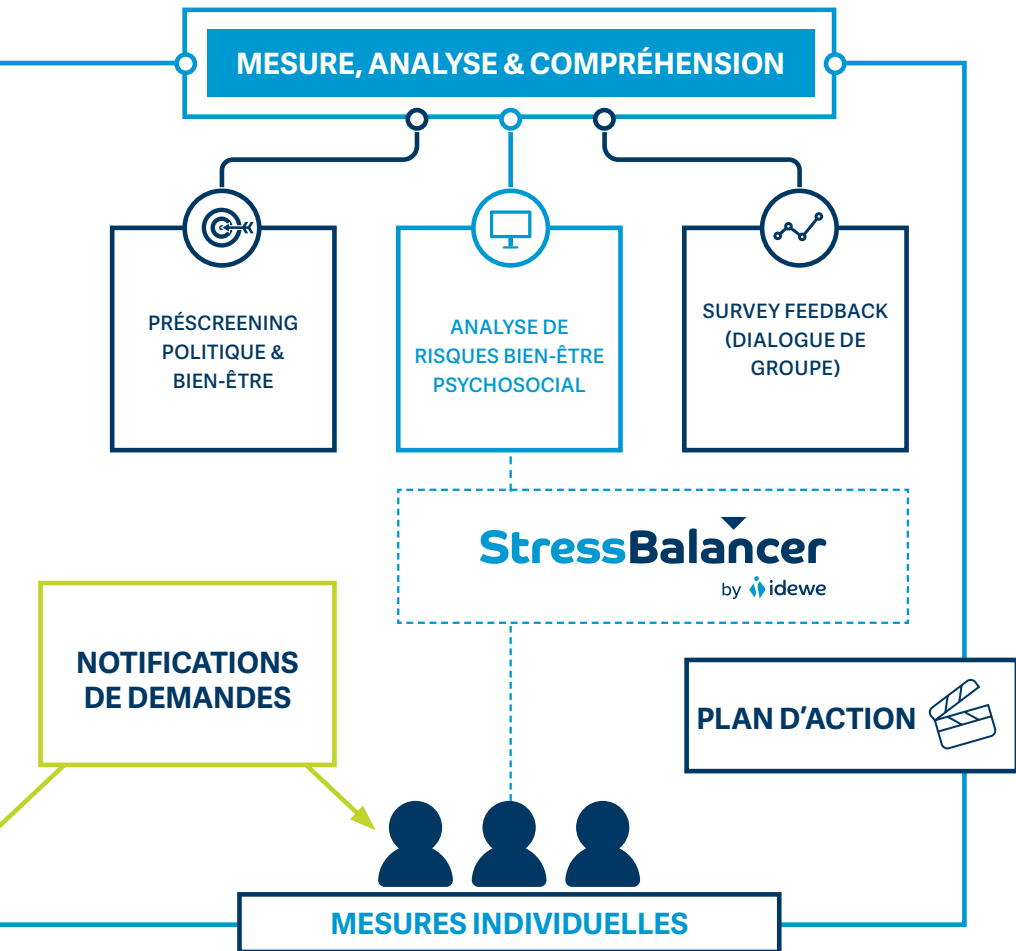 MESURE, ANALYSE & COMPRÉHENSION
PRÉSCREENING
POLITIQUE &
BIEN-ÊTRE
ANALYSE DE
RISQUES BIEN-ÊTRE
PSYCHOSOCIAL
SURVEY FEEDBACK
(DIALOGUE DE
GROUPE)
StressBalancer
by idewe
NOTIFICATIONS
DE DEMANDES
PLAN D’ACTION
MESURES INDIVIDUELLES